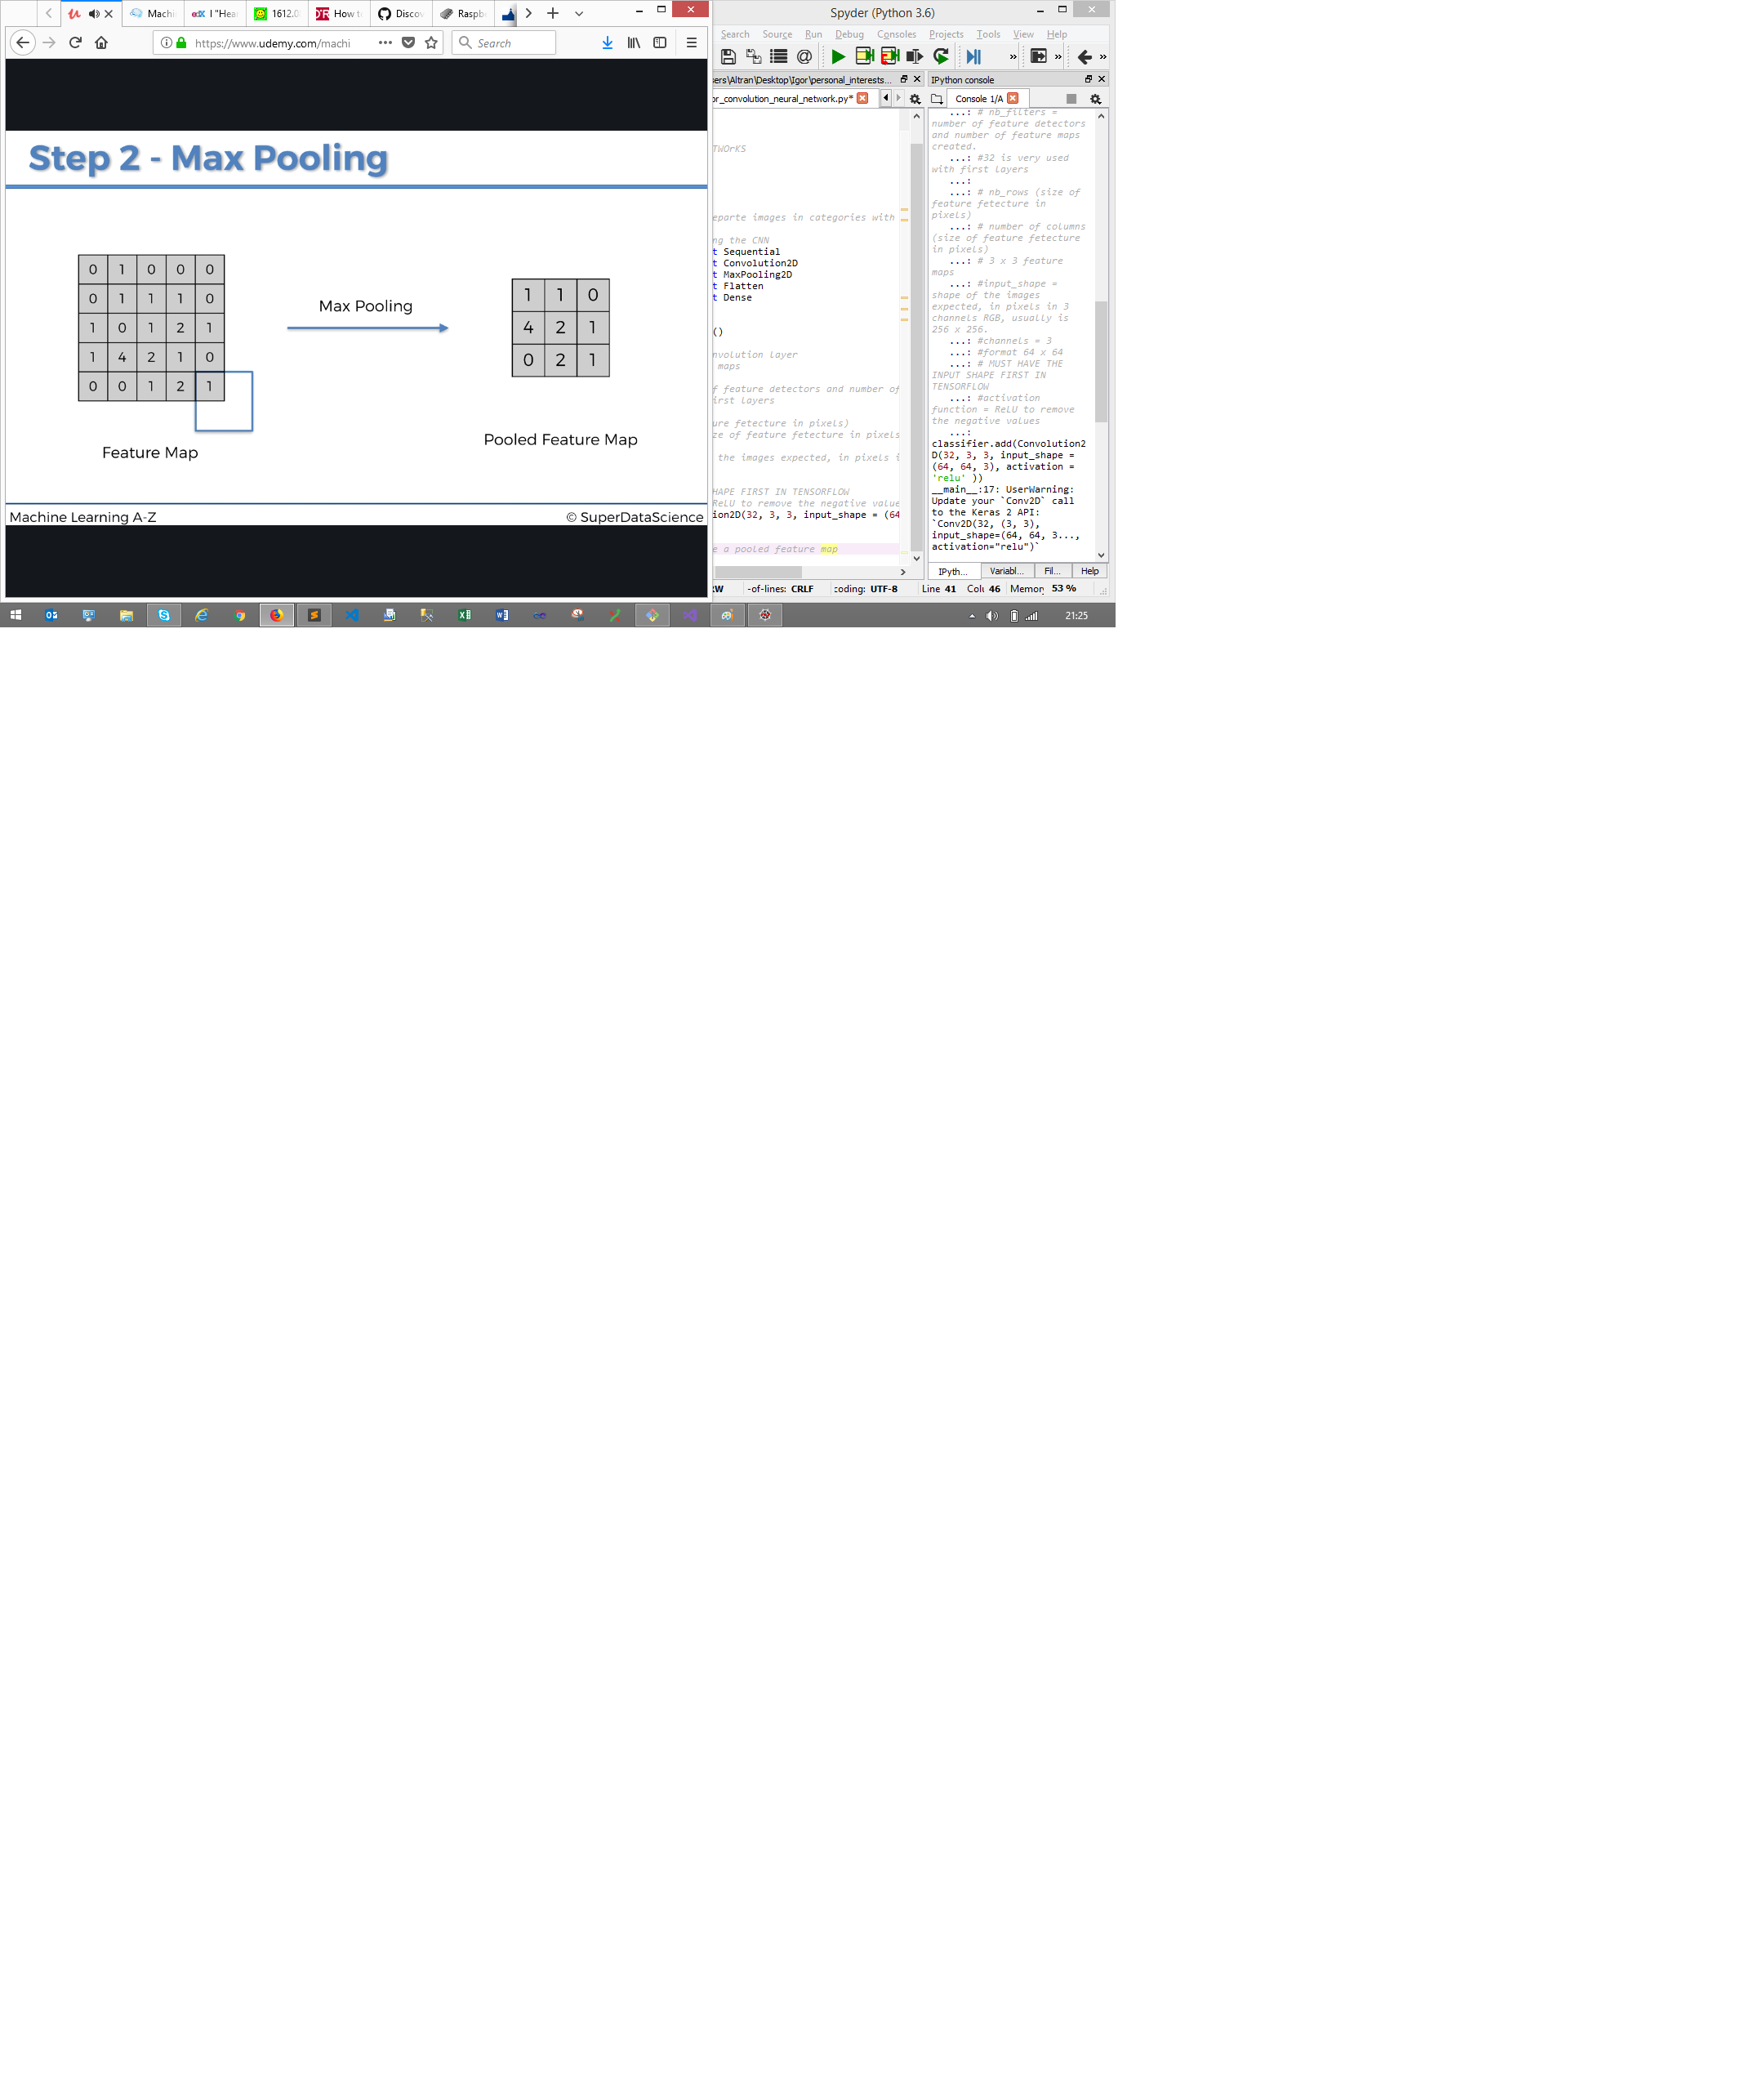 Machi
I "Hea
1612.0
How t
Discov
Raspb
https://www.udemy.com/machi
Search
Step 2 - Max Pooling
0 1 0 0 0
0 1 1 1 0
1 0 1 2 1
1 4 2 1 0
0 0 1 2 1
Feature Map
Max Pooling
1 1 0
4 2 1
0 2 1
Pooled Feature Map
Machine Learning A-Z
© SuperDataScience
Spyder (Python 3.6)
Search Source Run Debug Consoles Projects Tools View Help
ers\Altran\Desktop\Igor\personal_interests...
or_convolution_neural_network.py*
TWOrKS
eparte images in categories with
ng the CNN
t Sequential
t Convolution2D
t MaxPooling2D
t Flatten
t Dense
()
nvolution layer
maps
of feature detectors and number of
irst layers
ure fetecture in pixels)
ze of feature fetecture in pixels
the images expected, in pixels i
HAPE FIRST IN TENSORFLOW
ReLU to remove the negative value
ion2D(32, 3, 3, input_shape = (64
e a pooled feature map
IPython console
Console 1/A
...: # nb_filters =
number of feature detectors
and number of feature maps
created.
...: #32 is very used
with first layers
...:
...: # nb_rows (size of
feature fetecture in
pixels)
...: # number of columns
(size of feature fetecture
in pixels)
...: # 3 x 3 feature
maps
...: #input_shape =
shape of the images
expected, in pixels in 3
channels RGB, usually is
256 x 256.
...: #channels = 3
...: #format 64 x 64
...: # MUST HAVE THE
INPUT SHAPE FIRST IN
TENSORFLOW
...: #activation
function = ReLU to remove
the negative values
...:
classifier.add(Convolution2
D(32, 3, 3, input_shape =
(64, 64, 3), activation =
'relu' ))
__main__:17: UserWarning:
Update your `Conv2D` call
to the Keras 2 API:
`Conv2D(32, (3, 3),
input_shape=(64, 64, 3...,
activation="relu")`
IPyth... Variabl... Fil... Help
RW -of-lines: CRLF coding: UTF-8 Line 41 Colu 46 Memory 53 %
21:25